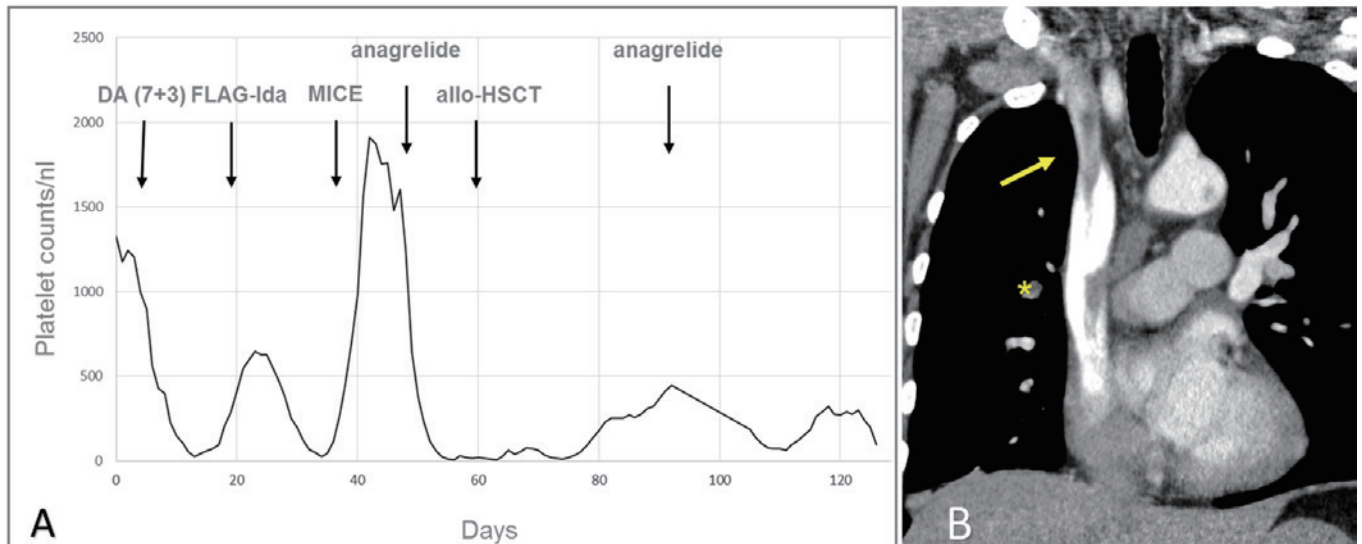 anagrelide
anagrelide
DA (7+3) FLAG-Ida MICE allo-HSCT
Platelet counts/nl
2500
2000
1500
1000
500
0
0 20 40 60 80 100 120
Days
A
*
B